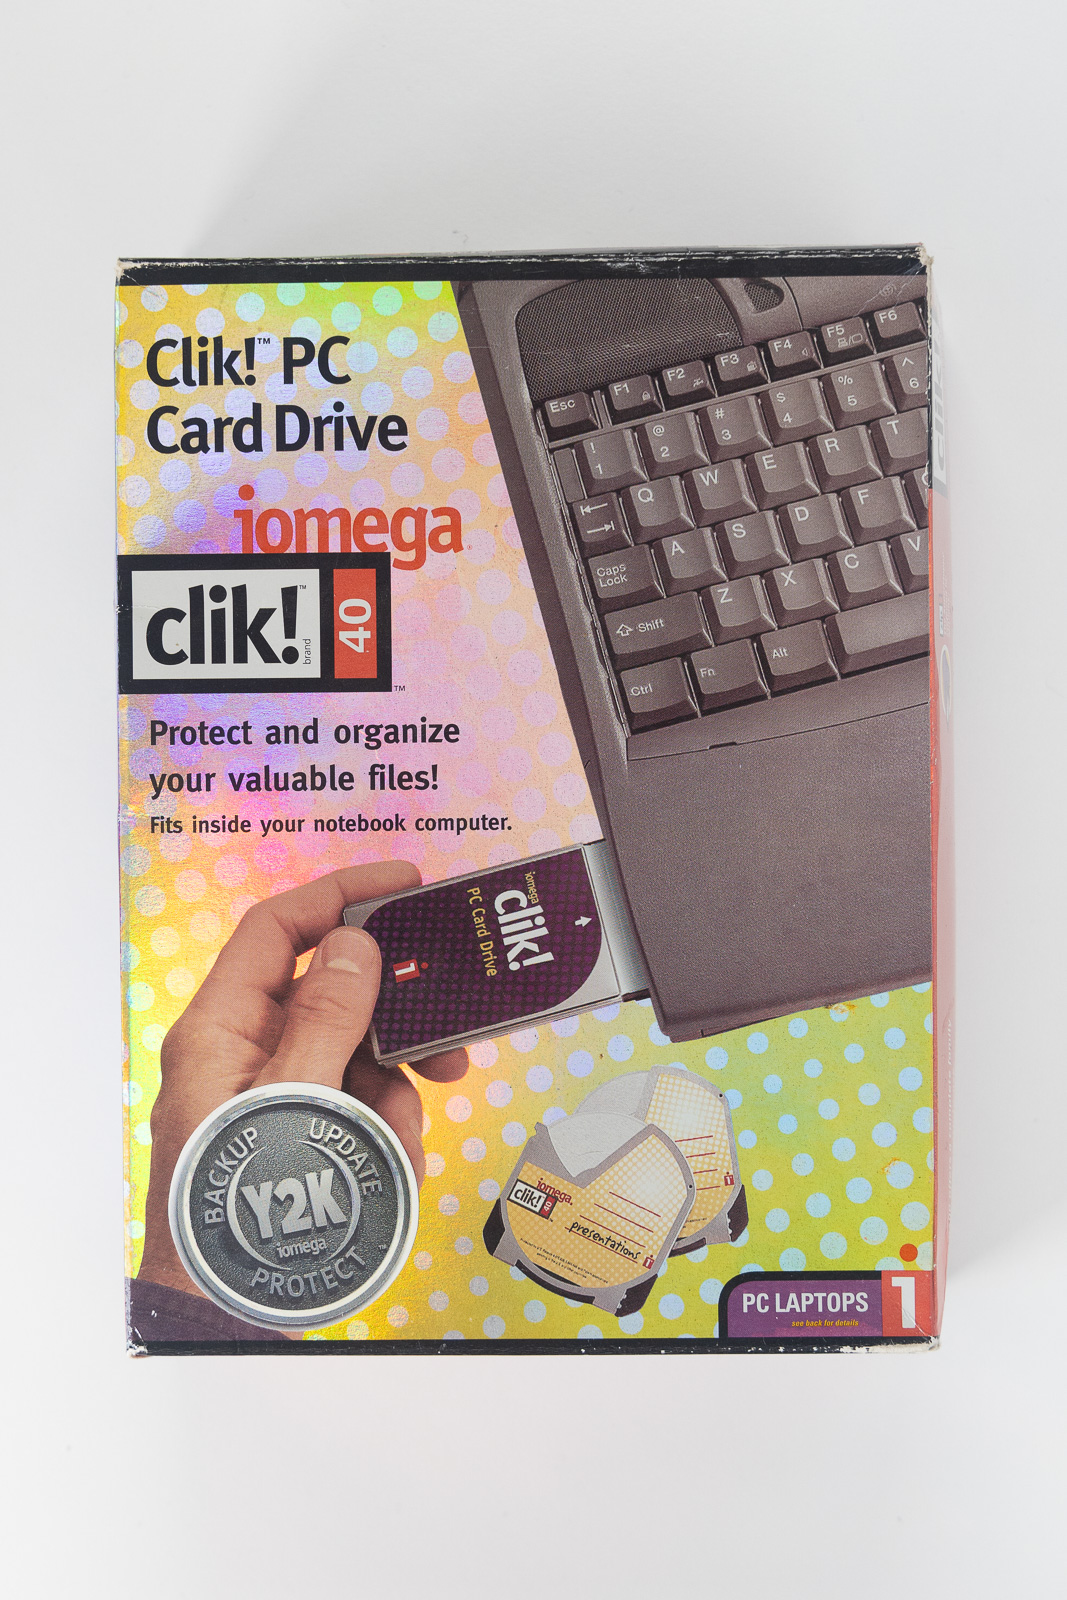 Clik!™ PC
Card Drive
iomega®
clik!™ brand 40™
Protect and organize
your valuable files!
Fits inside your notebook computer.
Esc F1 F2 F3 F4 F5 F6
! 1 @ 2 # 3 $ 4 % 5 ^ 6
Q W E R T
Caps Lock A S D F
Shift Z X C V
Ctrl Fn Alt
iomega
clik!
PC Card Drive
BACKUP UPDATE
Y2K
iomega™
PROTECT
iomega®
clik! 40
presentations
PC LAPTOPS
see back for details